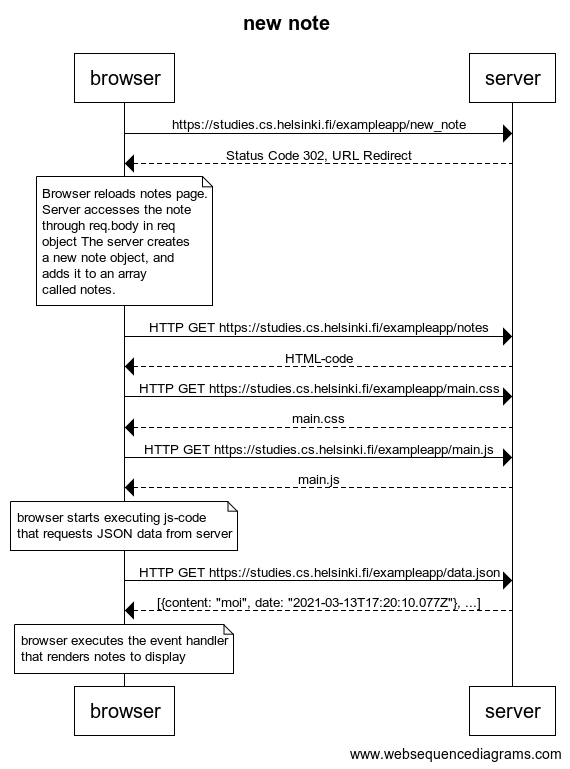 new note
browser
server
https://studies.cs.helsinki.fi/exampleapp/new_note
Status Code 302, URL Redirect
Browser reloads notes page.
Server accesses the note
through req.body in req
object The server creates
a new note object, and
adds it to an array
called notes.
HTTP GET https://studies.cs.helsinki.fi/exampleapp/notes
HTML-code
HTTP GET https://studies.cs.helsinki.fi/exampleapp/main.css
main.css
HTTP GET https://studies.cs.helsinki.fi/exampleapp/main.js
main.js
browser starts executing js-code
that requests JSON data from server
HTTP GET https://studies.cs.helsinki.fi/exampleapp/data.json
[{content: "moi", date: "2021-03-13T17:20:10.077Z"}, ...]
browser executes the event handler
that renders notes to display
browser
server
www.websequencediagrams.com